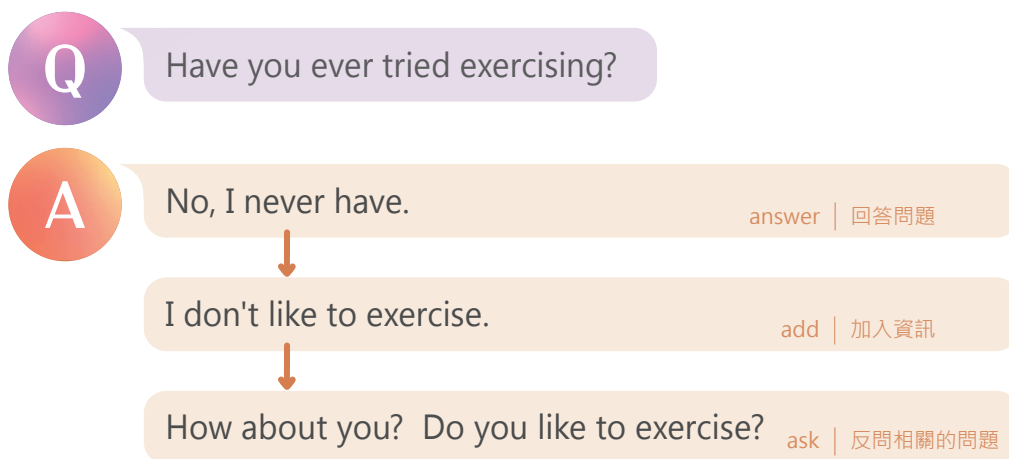 Q
Have you ever tried exercising?
A
No, I never have.
answer | 回答問題
I don't like to exercise.
add | 加入資訊
How about you?  Do you like to exercise?
ask | 反問相關的問題